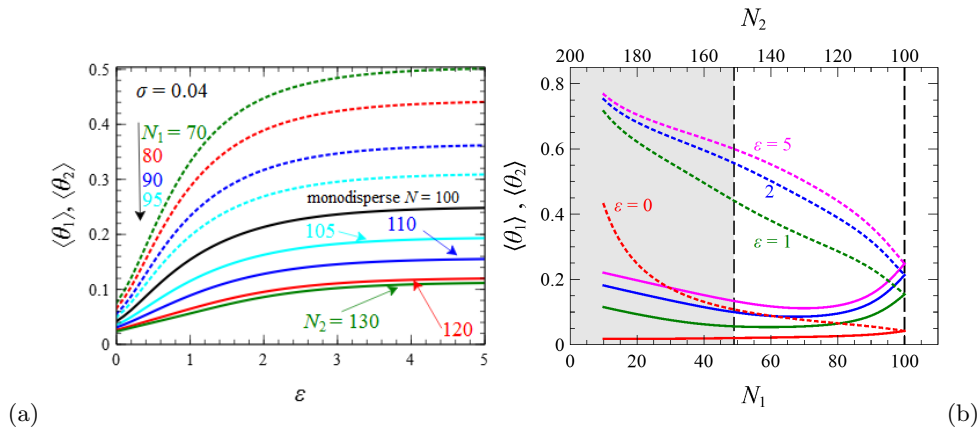 0.5
0.4
0.3
0.2
0.1
0
0
1
2
3
4
5
⟨θ₁⟩, ⟨θ₂⟩
ε
σ = 0.04
N₁ = 70
80
90
95
monodisperse N = 100
105
110
N₂ = 130
120
(a)
N₂
200 180 160 140 120 100
0.8
0.6
0.4
0.2
0
⟨θ₁⟩, ⟨θ₂⟩
ε = 5
2
ε = 0
ε = 1
0 20 40 60 80 100
N₁
(b)